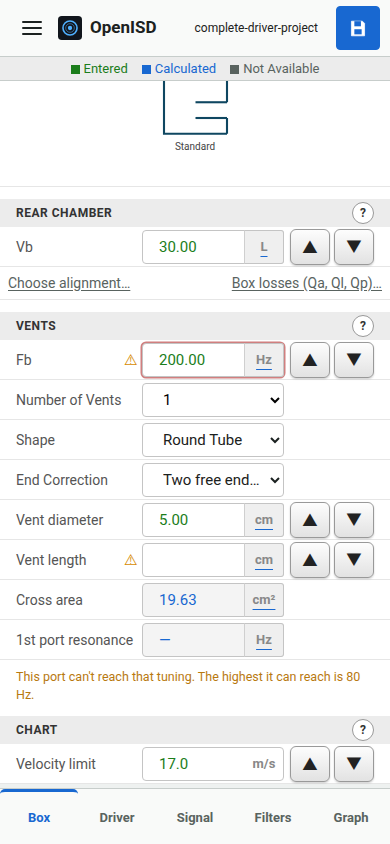 OpenISD
complete-driver-project
Entered
Calculated
Not Available
Standard
REAR CHAMBER
?
Vb
30.00
L
▲
▼
Choose alignment...
Box losses (Qa, Ql, Qp)...
VENTS
?
Fb
⚠
200.00
Hz
▲
▼
Number of Vents
1
Shape
Round Tube
End Correction
Two free end...
Vent diameter
5.00
cm
▲
▼
Vent length
⚠
cm
▲
▼
Cross area
19.63
cm²
1st port resonance
—
Hz
This port can't reach that tuning. The highest it can reach is 80
Hz.
CHART
?
Velocity limit
17.0
m/s
▲
▼
Box
Driver
Signal
Filters
Graph